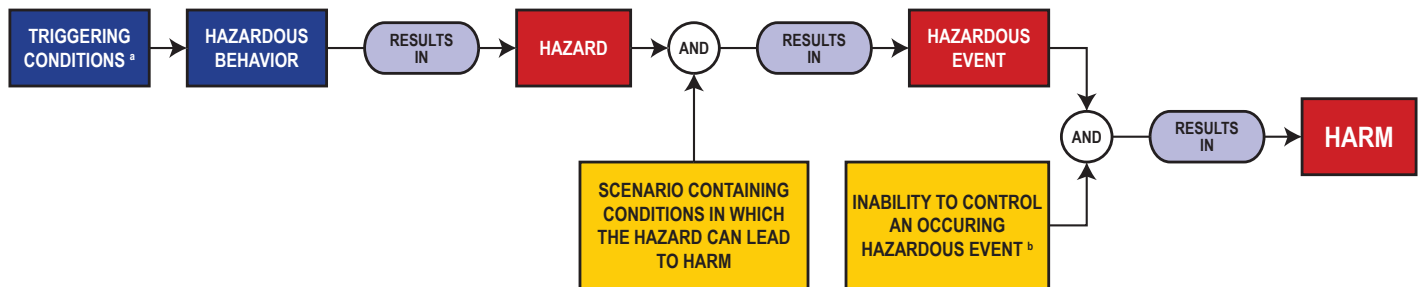 TRIGGERING
CONDITIONS a
HAZARDOUS
BEHAVIOR
RESULTS
IN
HAZARD
AND
RESULTS
IN
HAZARDOUS
EVENT
SCENARIO CONTAINING
CONDITIONS IN WHICH
THE HAZARD CAN LEAD
TO HARM
INABILITY TO CONTROL
AN OCCURING
HAZARDOUS EVENT b
AND
RESULTS
IN
HARM